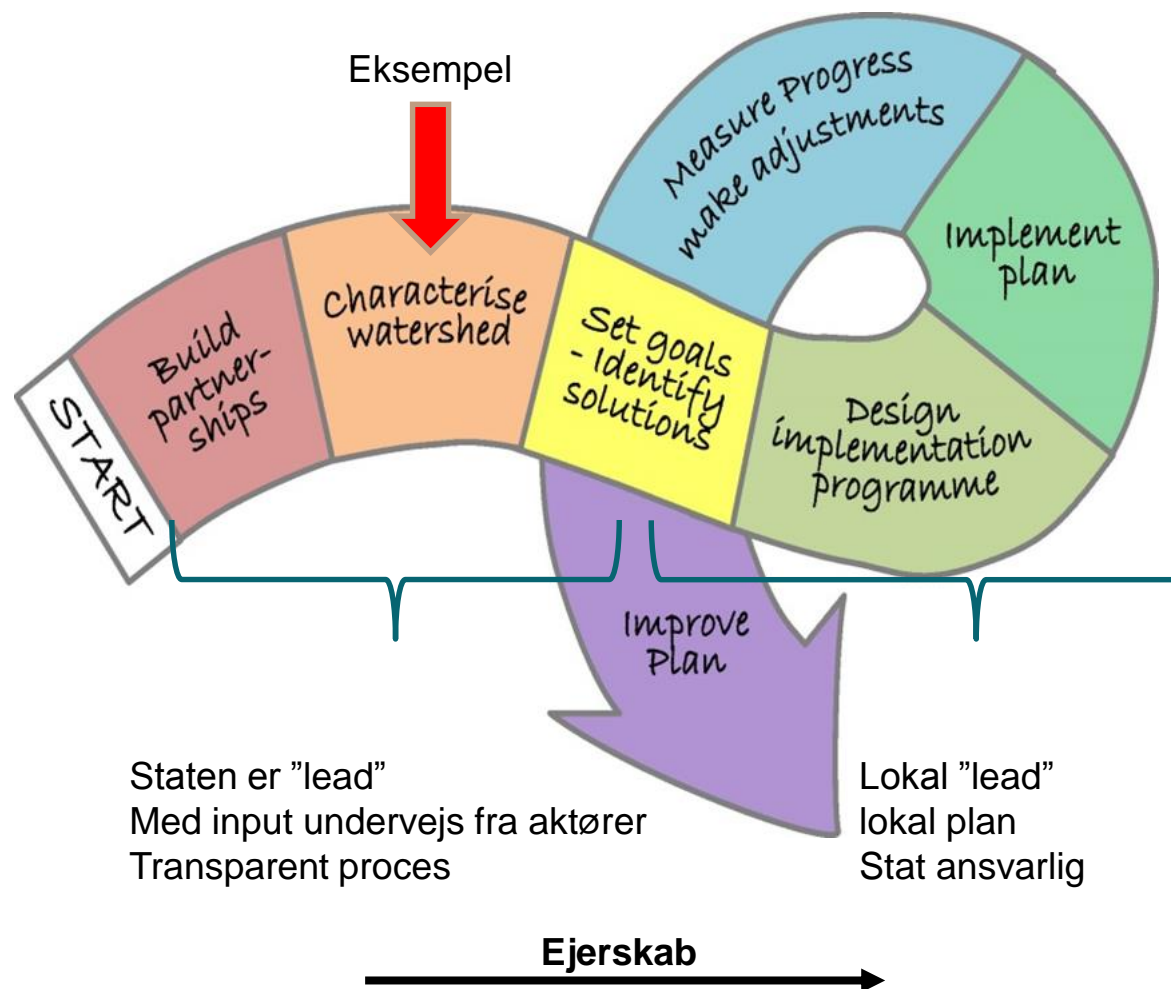 Eksempel
START
Build
partner-
ships
Characterise
watershed
Set goals
- Identify
solutions
Design
implementation
programme
Implement
plan
Measure Progress
make adjustments
Improve
Plan
Staten er ”lead”
Med input undervejs fra aktører
Transparent proces
Lokal ”lead”
lokal plan
Stat ansvarlig
Ejerskab